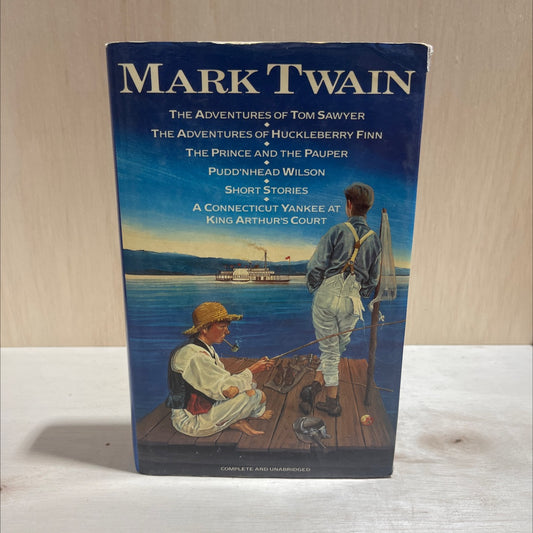 MARK TWAIN
THE ADVENTURES OF TOM SAWYER
THE ADVENTURES OF HUCKLEBERRY FINN
THE PRINCE AND THE PAUPER
PUDD'NHEAD WILSON
SHORT STORIES
A CONNECTICUT YANKEE AT
KING ARTHUR'S COURT
COMPLETE AND UNABRIDGED